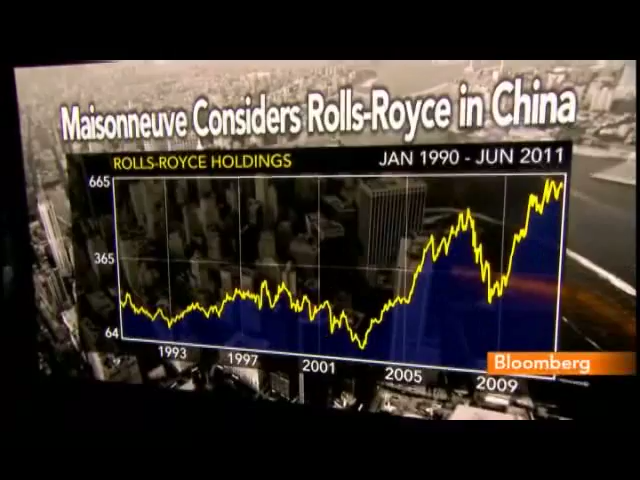 Maisonneuve Considers Rolls-Royce in China
ROLLS-ROYCE HOLDINGS JAN 1990 - JUN 2011
665
365
64
1993 1997 2001 2005 2009
Bloomberg